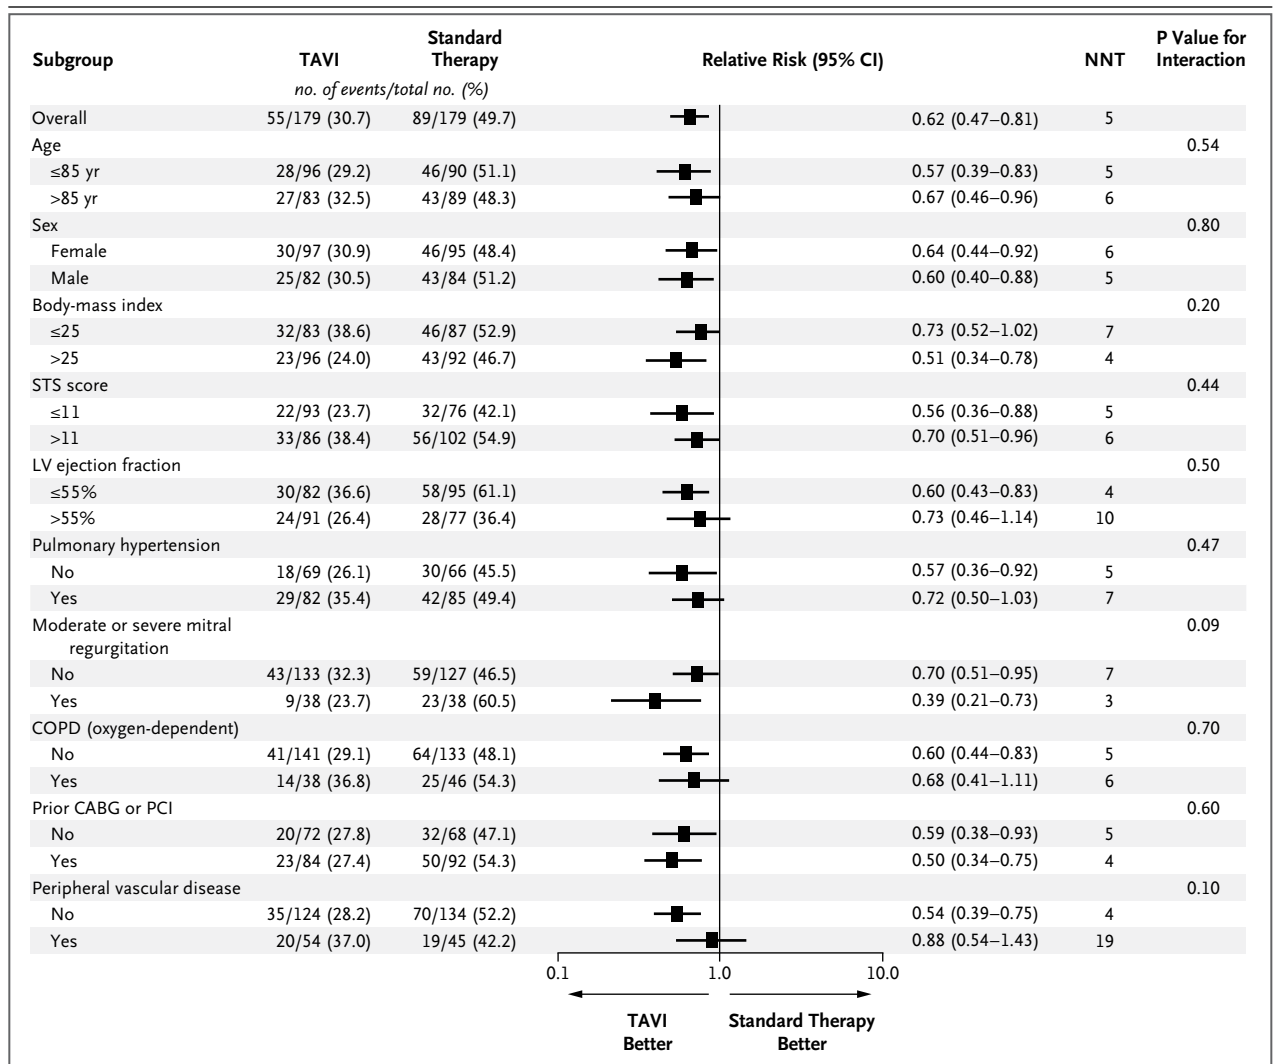 Subgroup TAVI Standard Therapy Relative Risk (95% CI) NNT P Value for Interaction
no. of events/total no. (%)
Overall 55/179 (30.7) 89/179 (49.7) 0.62 (0.47–0.81) 5
Age 0.54
≤85 yr 28/96 (29.2) 46/90 (51.1) 0.57 (0.39–0.83) 5
>85 yr 27/83 (32.5) 43/89 (48.3) 0.67 (0.46–0.96) 6
Sex 0.80
Female 30/97 (30.9) 46/95 (48.4) 0.64 (0.44–0.92) 6
Male 25/82 (30.5) 43/84 (51.2) 0.60 (0.40–0.88) 5
Body-mass index 0.20
≤25 32/83 (38.6) 46/87 (52.9) 0.73 (0.52–1.02) 7
>25 23/96 (24.0) 43/92 (46.7) 0.51 (0.34–0.78) 4
STS score 0.44
≤11 22/93 (23.7) 32/76 (42.1) 0.56 (0.36–0.88) 5
>11 33/86 (38.4) 56/102 (54.9) 0.70 (0.51–0.96) 6
LV ejection fraction 0.50
≤55% 30/82 (36.6) 58/95 (61.1) 0.60 (0.43–0.83) 4
>55% 24/91 (26.4) 28/77 (36.4) 0.73 (0.46–1.14) 10
Pulmonary hypertension 0.47
No 18/69 (26.1) 30/66 (45.5) 0.57 (0.36–0.92) 5
Yes 29/82 (35.4) 42/85 (49.4) 0.72 (0.50–1.03) 7
Moderate or severe mitral 0.09
regurgitation
No 43/133 (32.3) 59/127 (46.5) 0.70 (0.51–0.95) 7
Yes 9/38 (23.7) 23/38 (60.5) 0.39 (0.21–0.73) 3
COPD (oxygen-dependent) 0.70
No 41/141 (29.1) 64/133 (48.1) 0.60 (0.44–0.83) 5
Yes 14/38 (36.8) 25/46 (54.3) 0.68 (0.41–1.11) 6
Prior CABG or PCI 0.60
No 20/72 (27.8) 32/68 (47.1) 0.59 (0.38–0.93) 5
Yes 23/84 (27.4) 50/92 (54.3) 0.50 (0.34–0.75) 4
Peripheral vascular disease 0.10
No 35/124 (28.2) 70/134 (52.2) 0.54 (0.39–0.75) 4
Yes 20/54 (37.0) 19/45 (42.2) 0.88 (0.54–1.43) 19
0.1 1.0 10.0
TAVI Standard Therapy
Better Better